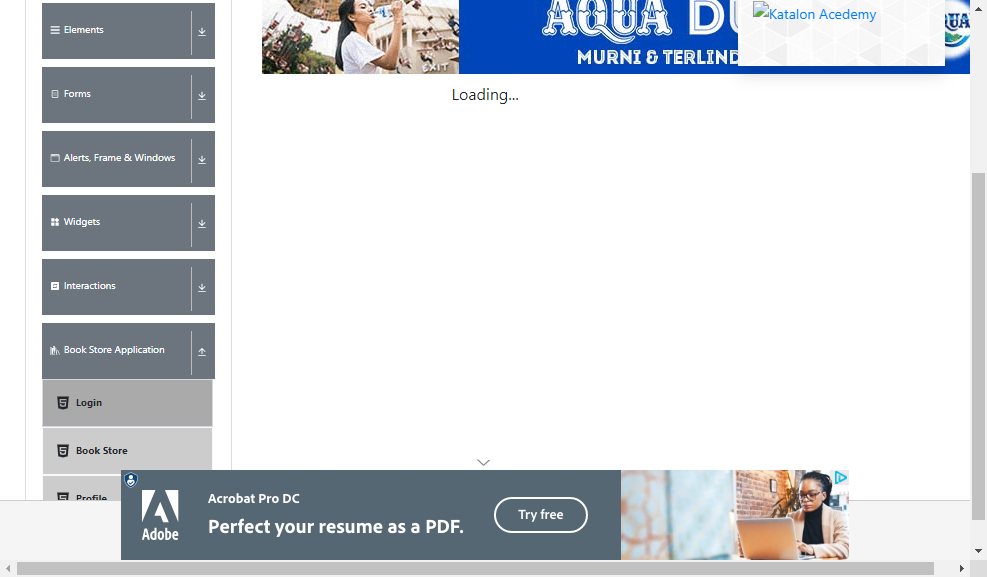 Elements
Forms
Alerts, Frame & Windows
Widgets
Interactions
Book Store Application
Login
Book Store
Profile
EXIT
AQUA DU
MURNI & TERLIND
Katalon Acedemy
Loading...
Adobe
Acrobat Pro DC
Perfect your resume as a PDF.
Try free